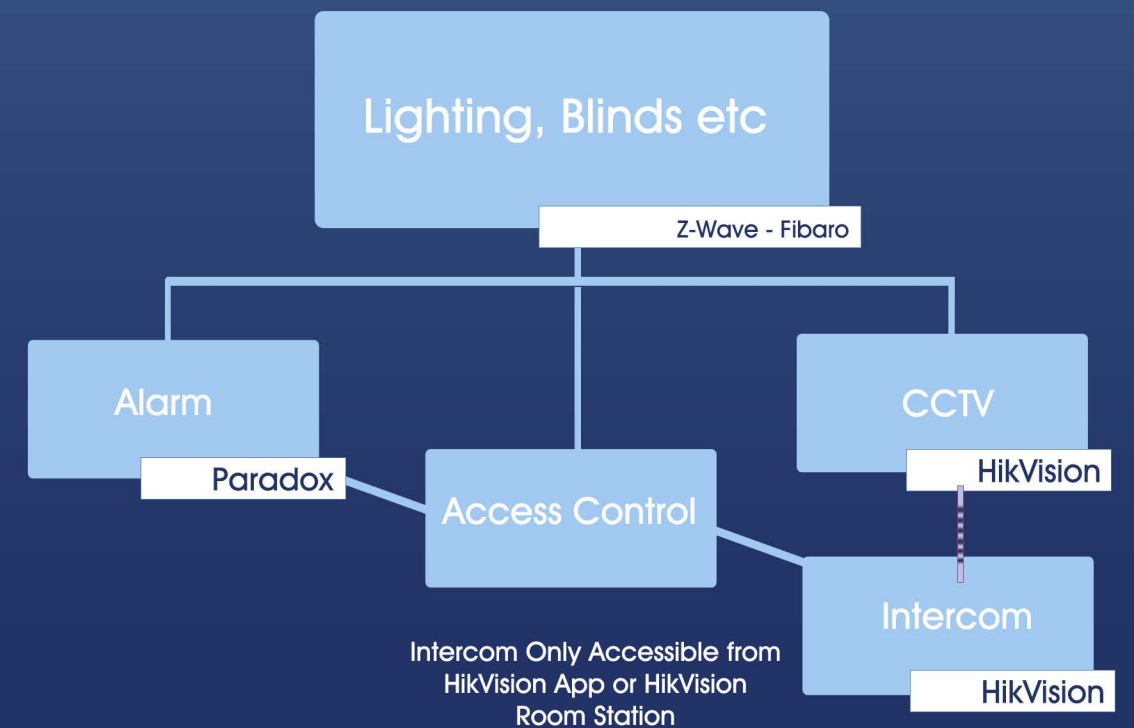 Lighting, Blinds etc
Z-Wave - Fibaro
Alarm
Paradox
CCTV
HikVision
Access Control
Intercom
HikVision
Intercom Only Accessible from
HikVision App or HikVision
Room Station